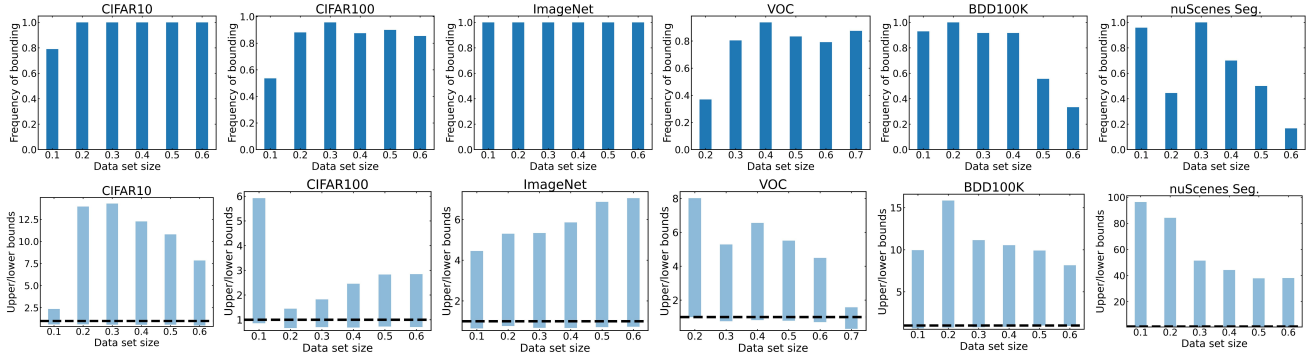 CIFAR10
Frequency of bounding
1.0
0.8
0.6
0.4
0.2
0.0
0.1 0.2 0.3 0.4 0.5 0.6
Data set size
CIFAR100
Frequency of bounding
1.0
0.8
0.6
0.4
0.2
0.0
0.1 0.2 0.3 0.4 0.5 0.6
Data set size
ImageNet
Frequency of bounding
1.0
0.8
0.6
0.4
0.2
0.0
0.1 0.2 0.3 0.4 0.5 0.6
Data set size
VOC
Frequency of bounding
0.8
0.6
0.4
0.2
0.0
0.2 0.3 0.4 0.5 0.6 0.7
Data set size
BDD100K
Frequency of bounding
1.0
0.8
0.6
0.4
0.2
0.0
0.1 0.2 0.3 0.4 0.5 0.6
Data set size
nuScenes Seg.
Frequency of bounding
1.0
0.8
0.6
0.4
0.2
0.0
0.1 0.2 0.3 0.4 0.5 0.6
Data set size
CIFAR10
Upper/lower bounds
12.5
10.0
7.5
5.0
2.5
0.1 0.2 0.3 0.4 0.5 0.6
Data set size
CIFAR100
Upper/lower bounds
6
5
4
3
2
1
0.1 0.2 0.3 0.4 0.5 0.6
Data set size
ImageNet
Upper/lower bounds
6
4
2
0.1 0.2 0.3 0.4 0.5 0.6
Data set size
VOC
Upper/lower bounds
8
6
4
2
0.2 0.3 0.4 0.5 0.6 0.7
Data set size
BDD100K
Upper/lower bounds
15
10
5
0.1 0.2 0.3 0.4 0.5 0.6
Data set size
nuScenes Seg.
Upper/lower bounds
100
80
60
40
20
0.1 0.2 0.3 0.4 0.5 0.6
Data set size